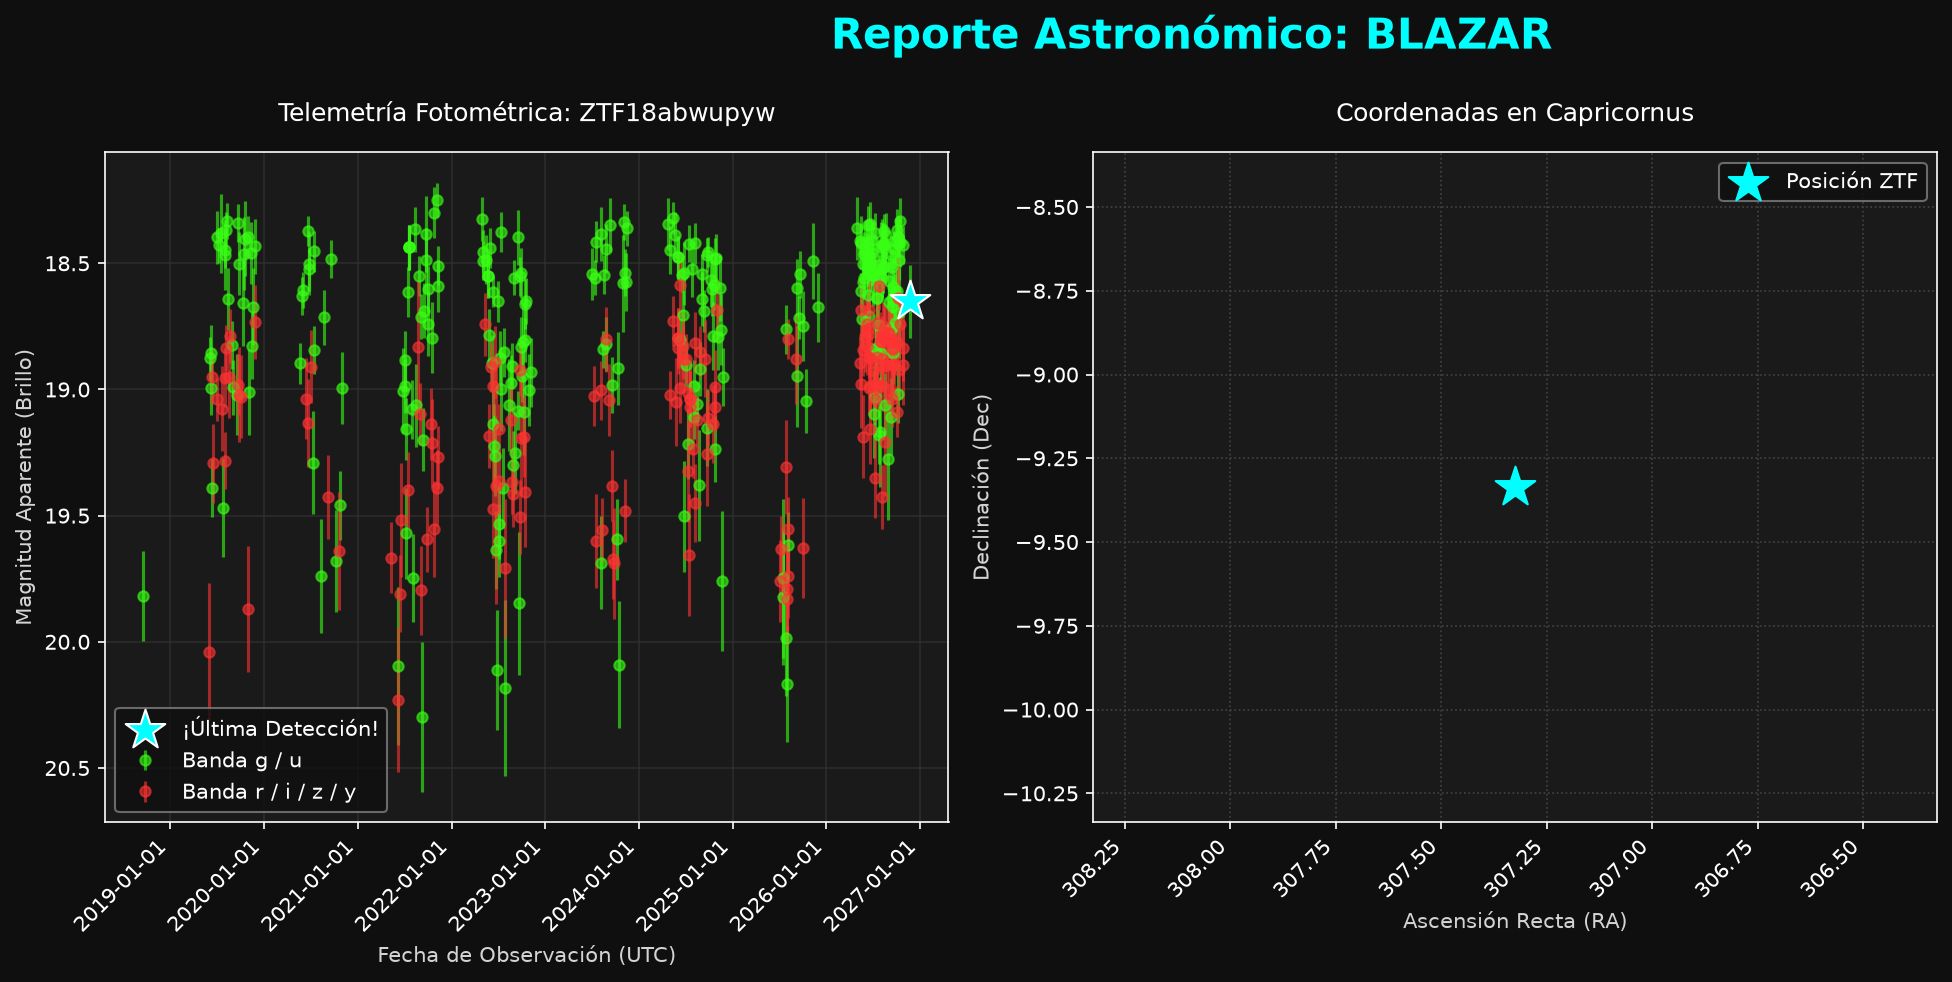 Reporte Astronómico: BLAZAR
Telemetría Fotométrica: ZTF18abwupyw
Magnitud Aparente (Brillo)
18.5
19.0
19.5
20.0
20.5
¡Última Detección!
Banda g / u
Banda r / i / z / y
2019-01-01
2020-01-01
2021-01-01
2022-01-01
2023-01-01
2024-01-01
2025-01-01
2026-01-01
2027-01-01
Fecha de Observación (UTC)
Coordenadas en Capricornus
Posición ZTF
Declinación (Dec)
−8.50
−8.75
−9.00
−9.25
−9.50
−9.75
−10.00
−10.25
308.25
308.00
307.75
307.50
307.25
307.00
306.75
306.50
Ascensión Recta (RA)